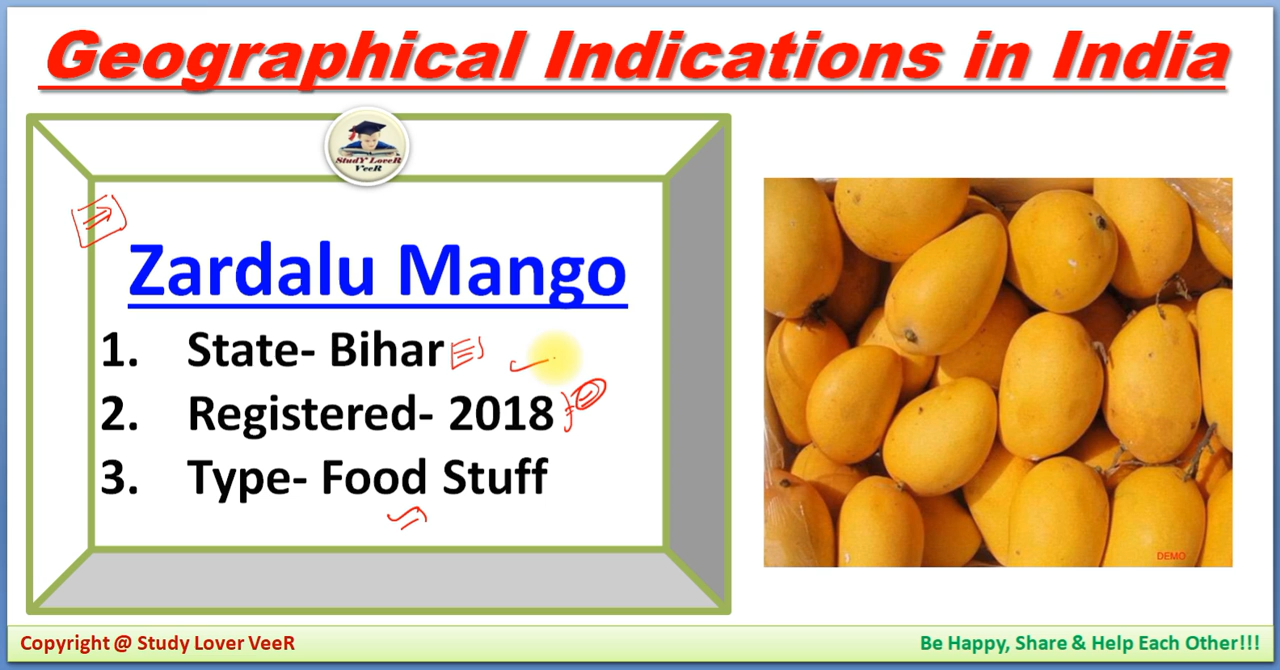 Geographical Indications in India
StudY LoveR
VeeR
Zardalu Mango
1. State- Bihar
2. Registered- 2018
3. Type- Food Stuff
DEMO
Copyright @ Study Lover VeeR
Be Happy, Share & Help Each Other!!!